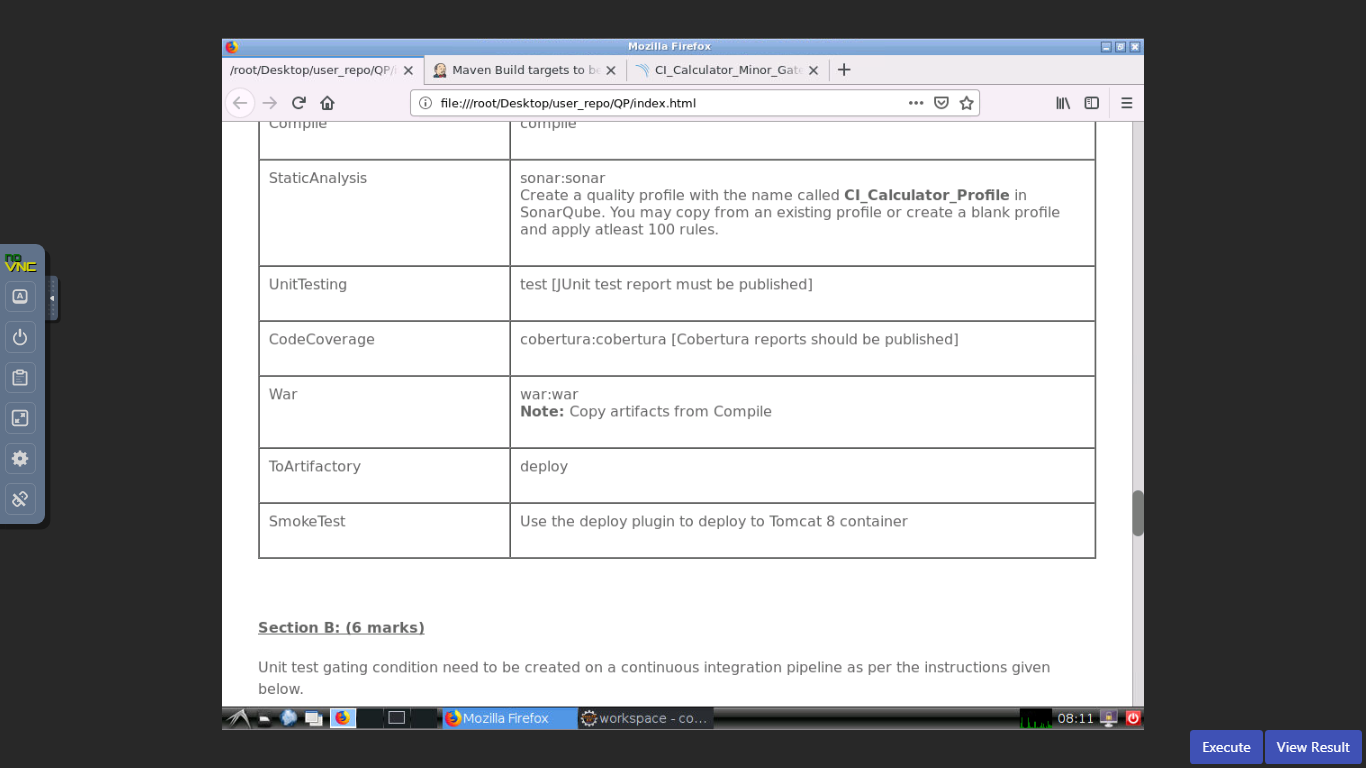 Mozilla Firefox
/root/Desktop/user_repo/QP/i
Maven Build targets to be
CI_Calculator_Minor_Gate
file:///root/Desktop/user_repo/QP/index.html
Compile
compile
StaticAnalysis
sonar:sonar
Create a quality profile with the name called CI_Calculator_Profile in
SonarQube. You may copy from an existing profile or create a blank profile
and apply atleast 100 rules.
UnitTesting
test [JUnit test report must be published]
CodeCoverage
cobertura:cobertura [Cobertura reports should be published]
War
war:war
Note: Copy artifacts from Compile
ToArtifactory
deploy
SmokeTest
Use the deploy plugin to deploy to Tomcat 8 container
Section B: (6 marks)
Unit test gating condition need to be created on a continuous integration pipeline as per the instructions given
below.
no
VNC
A
Mozilla Firefox
workspace - co...
08:11
Execute
View Result